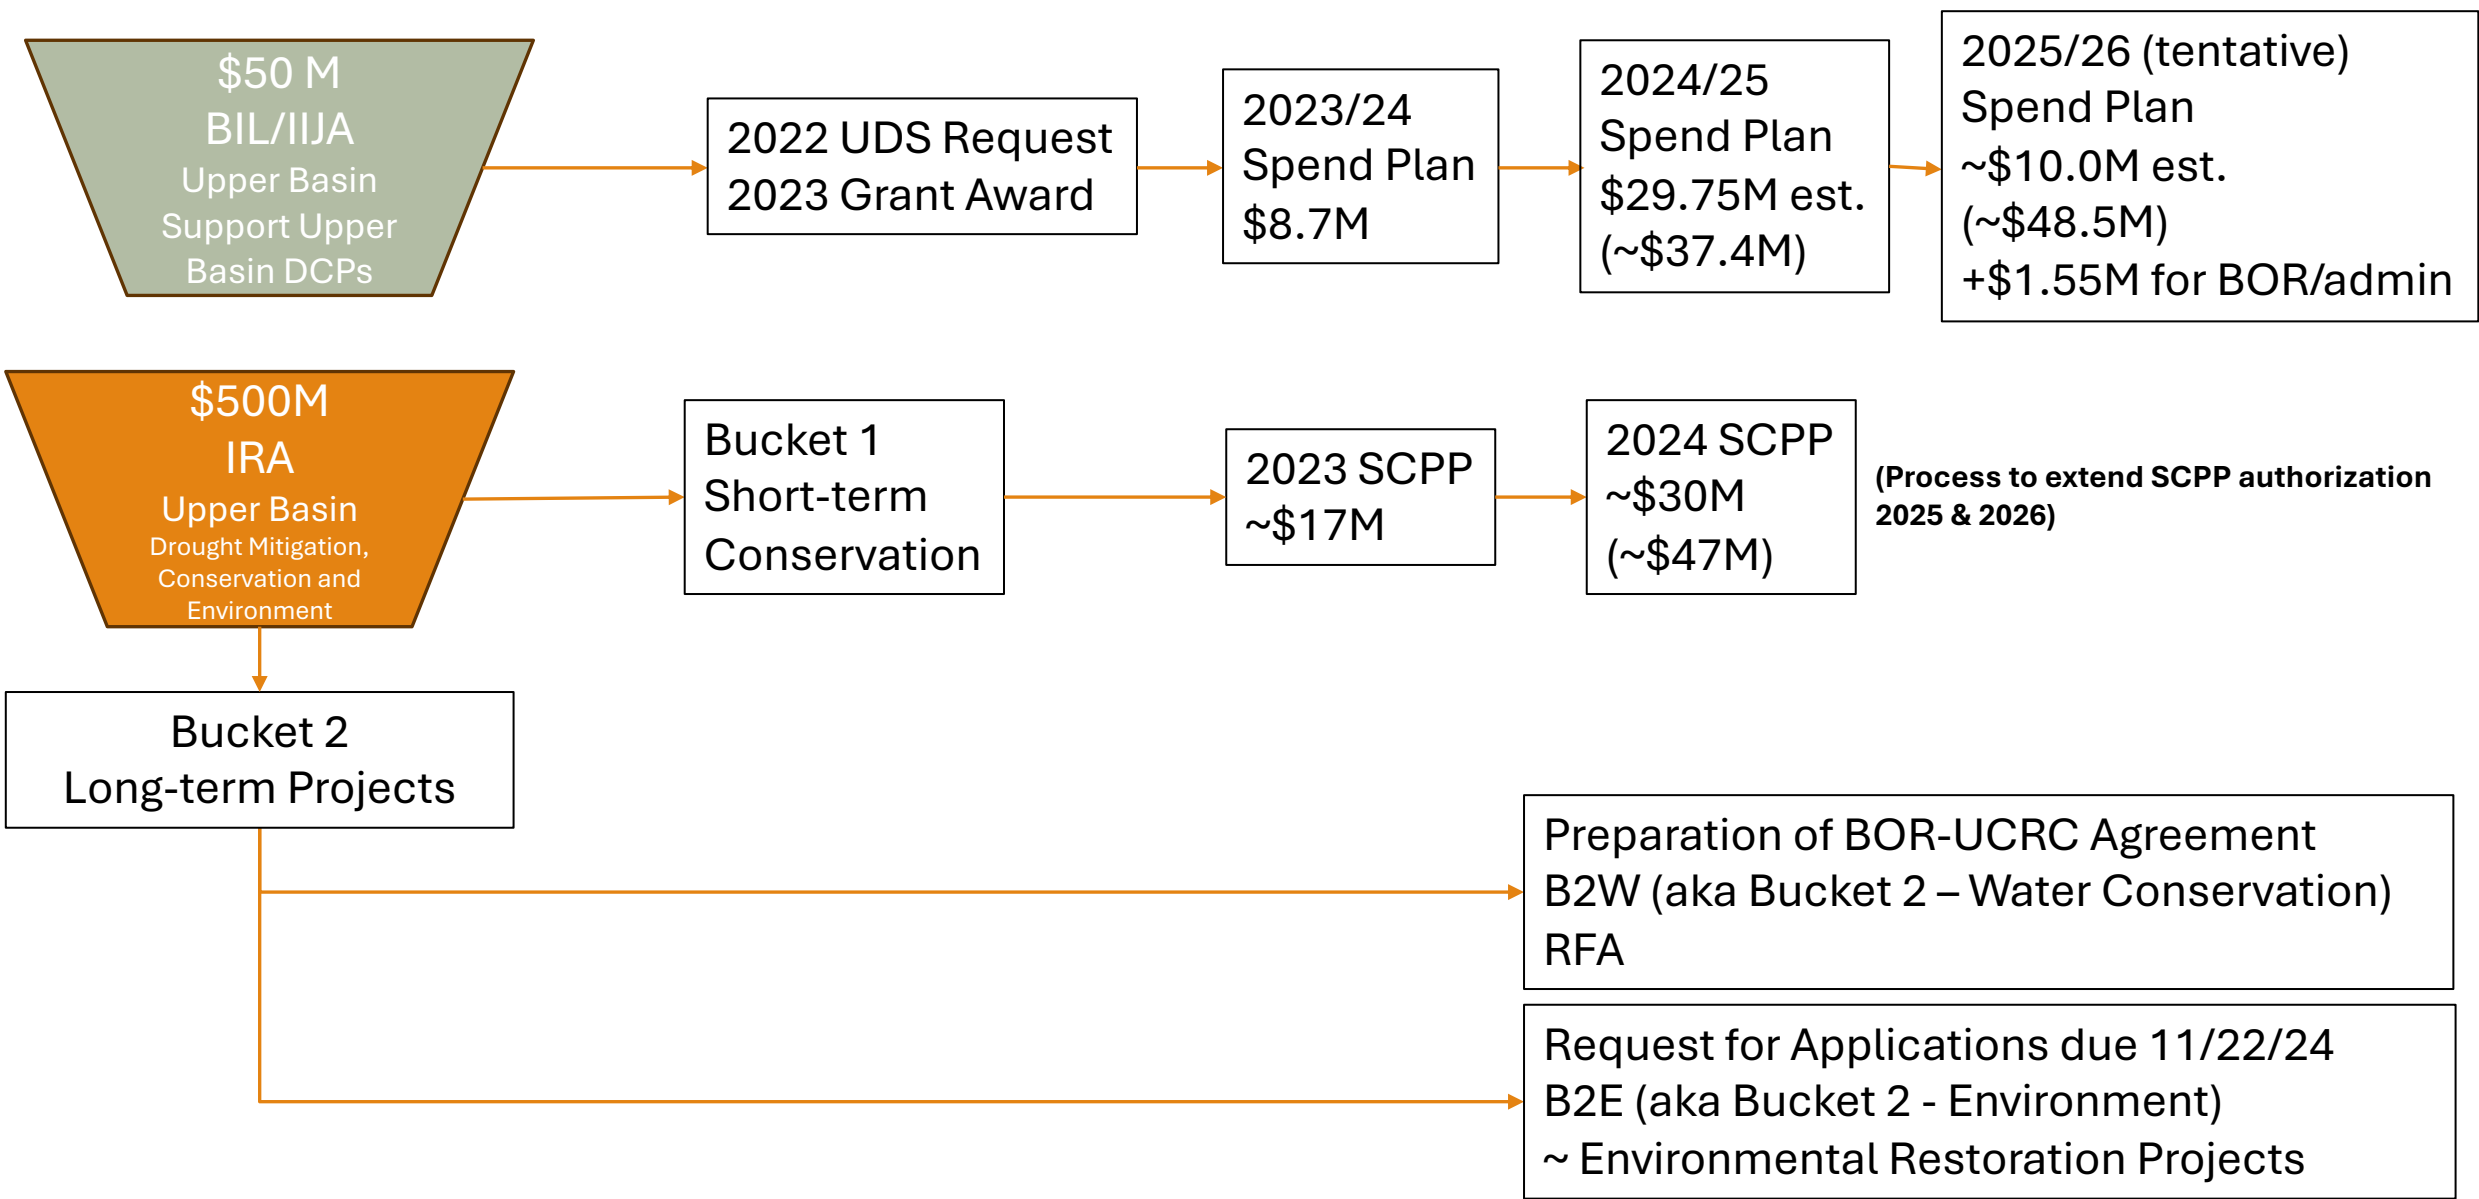 $50 M
BIL/IIJA
Upper Basin
Support Upper
Basin DCPs
2022 UDS Request
2023 Grant Award
2023/24
Spend Plan
$8.7M
2024/25
Spend Plan
$29.75M est.
(~$37.4M)
2025/26 (tentative)
Spend Plan
~$10.0M est.
(~$48.5M)
+$1.55M for BOR/admin
$500M
IRA
Upper Basin
Drought Mitigation,
Conservation and
Environment
Bucket 1
Short-term
Conservation
2023 SCPP
~$17M
2024 SCPP
~$30M
(~$47M)
(Process to extend SCPP authorization
2025 & 2026)
Bucket 2
Long-term Projects
Preparation of BOR-UCRC Agreement
B2W (aka Bucket 2 – Water Conservation)
RFA
Request for Applications due 11/22/24
B2E (aka Bucket 2 - Environment)
~ Environmental Restoration Projects